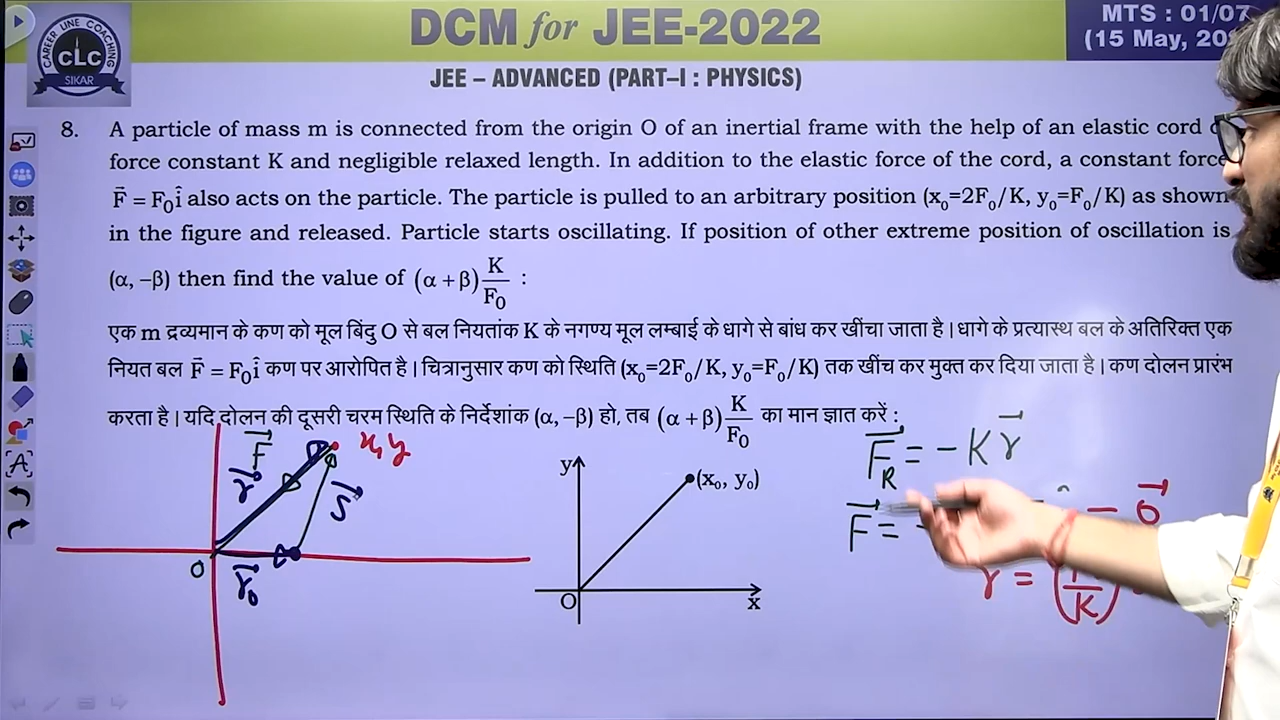 DCM for JEE-2022
MTS : 01/07
(15 May, 20
CAREER LINE COACHING
CLC
SIKAR
JEE – ADVANCED (PART–I : PHYSICS)
8. A particle of mass m is connected from the origin O of an inertial frame with the help of an elastic cord
force constant K and negligible relaxed length. In addition to the elastic force of the cord, a constant force
F⃗ = F₀î also acts on the particle. The particle is pulled to an arbitrary position (x₀=2F₀/K, y₀=F₀/K) as shown
in the figure and released. Particle starts oscillating. If position of other extreme position of oscillation is
(α, –β) then find the value of (α + β) K/F₀ :
एक m द्रव्यमान के कण को मूल बिंदु O से बल नियतांक K के नगण्य मूल लम्बाई के धागे से बांध कर खींचा जाता है। धागे के प्रत्यास्थ बल के अतिरिक्त एक
नियत बल F⃗ = F₀î कण पर आरोपित है। चित्रानुसार कण को स्थिति (x₀=2F₀/K, y₀=F₀/K) तक खींच कर मुक्त कर दिया जाता है। कण दोलन प्रारंभ
करता है। यदि दोलन की दूसरी चरम स्थिति के निर्देशांक (α, –β) हो, तब (α + β) K/F₀ का मान ज्ञात करें :
F⃗
x, y
r⃗
S⃗
O
r⃗₀
y
(x₀, y₀)
O
x
F⃗_R = – K r⃗
F⃗ = –
= 0⃗
r = (
K)